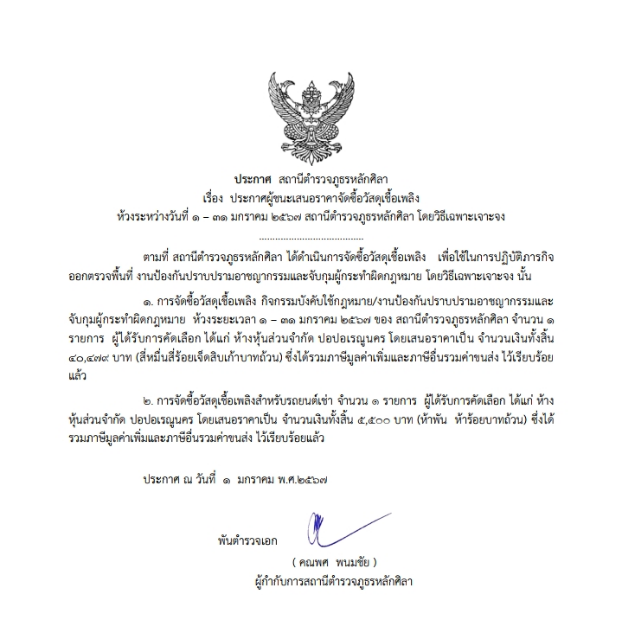 ประกาศ สถานีตำรวจภูธรหลักศิลา
เรื่อง ประกาศผู้ชนะเสนอราคาจัดซื้อวัสดุเชื้อเพลิง
ห้วงระหว่างวันที่ ๑ – ๓๑ มกราคม ๒๕๖๗ สถานีตำรวจภูธรหลักศิลา โดยวิธีเฉพาะเจาะจง
......................................
ตามที่ สถานีตำรวจภูธรหลักศิลา ได้ดำเนินการจัดซื้อวัสดุเชื้อเพลิง เพื่อใช้ในการปฏิบัติภารกิจ
ออกตรวจพื้นที่ งานป้องกันปราบปรามอาชญากรรมและจับกุมผู้กระทำผิดกฎหมาย โดยวิธีเฉพาะเจาะจง นั้น
๑. การจัดซื้อวัสดุเชื้อเพลิง กิจกรรมบังคับใช้กฎหมาย/งานป้องกันปราบปรามอาชญากรรมและ
จับกุมผู้กระทำผิดกฎหมาย ห้วงระยะเวลา ๑ – ๓๑ มกราคม ๒๕๖๗ ของ สถานีตำรวจภูธรหลักศิลา จำนวน ๑
รายการ ผู้ได้รับการคัดเลือก ได้แก่ ห้างหุ้นส่วนจำกัด ปอปอเรณูนคร โดยเสนอราคาเป็น จำนวนเงินทั้งสิ้น
๔๐,๔๗๙ บาท (สี่หมื่นสี่ร้อยเจ็ดสิบเก้าบาทถ้วน) ซึ่งได้รวมภาษีมูลค่าเพิ่มและภาษีอื่นรวมค่าขนส่ง ไว้เรียบร้อย
แล้ว
๒. การจัดซื้อวัสดุเชื้อเพลิงสำหรับรถยนต์เช่า จำนวน ๑ รายการ ผู้ได้รับการคัดเลือก ได้แก่ ห้าง
หุ้นส่วนจำกัด ปอปอเรณูนคร โดยเสนอราคาเป็น จำนวนเงินทั้งสิ้น ๕,๕๐๐ บาท (ห้าพัน ห้าร้อยบาทถ้วน) ซึ่งได้
รวมภาษีมูลค่าเพิ่มและภาษีอื่นรวมค่าขนส่ง ไว้เรียบร้อยแล้ว
ประกาศ ณ วันที่ ๑ มกราคม พ.ศ.๒๕๖๗
พันตำรวจเอก
( คณพศ พนมชัย )
ผู้กำกับการสถานีตำรวจภูธรหลักศิลา